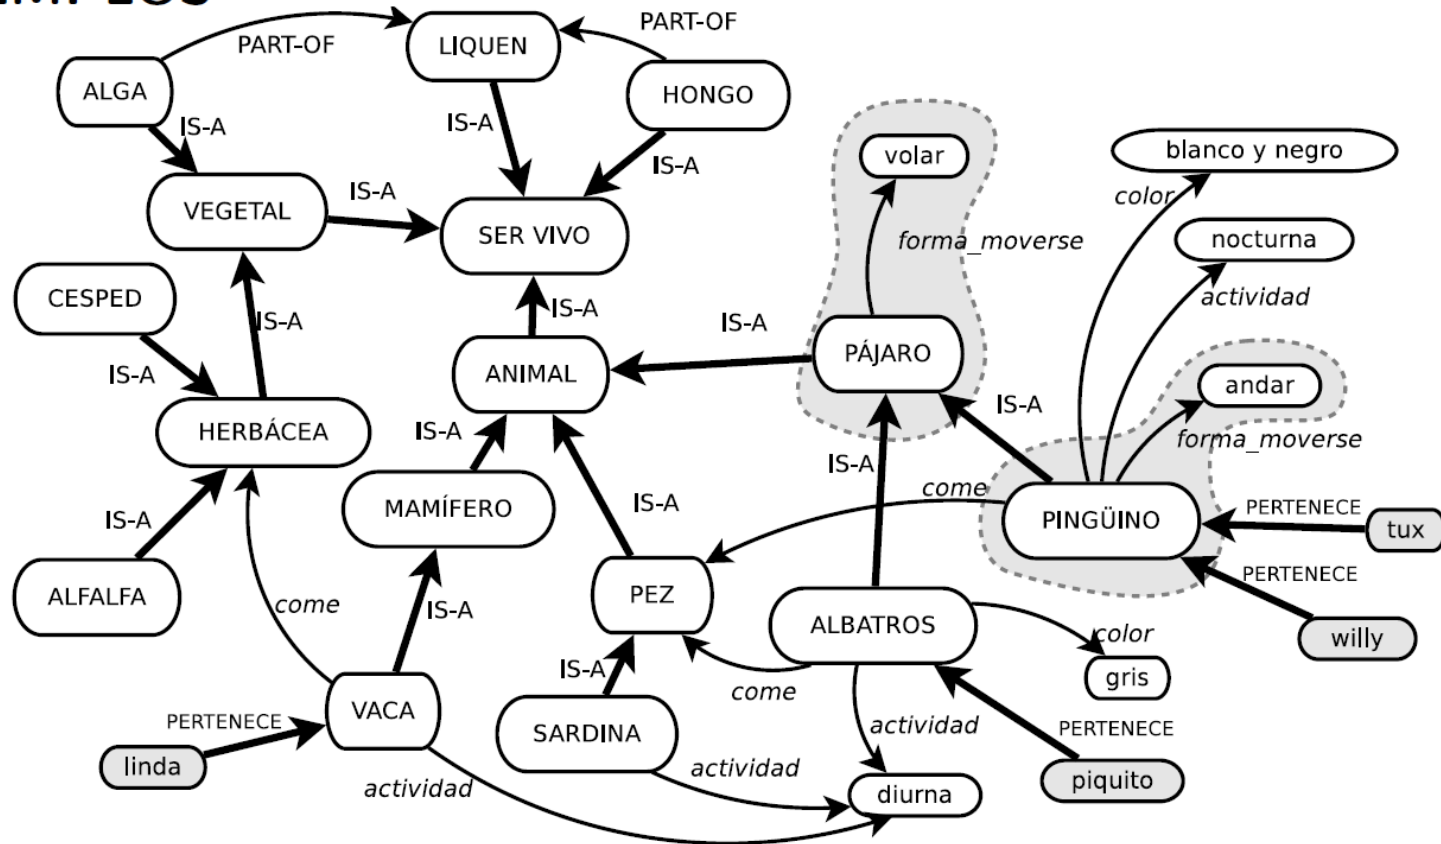 PART-OF
LIQUEN
PART-OF
ALGA
HONGO
IS-A
IS-A
IS-A
volar
blanco y negro
color
VEGETAL
IS-A
SER VIVO
forma_moverse
nocturna
actividad
CESPED
IS-A
IS-A
IS-A
IS-A
ANIMAL
PÁJARO
andar
IS-A
HERBÁCEA
IS-A
forma_moverse
IS-A
come
MAMÍFERO
IS-A
PINGÜINO
PERTENECE
tux
IS-A
ALFALFA
come
IS-A
PEZ
ALBATROS
PERTENECE
willy
color
gris
IS-A
come
PERTENECE
VACA
SARDINA
actividad
PERTENECE
linda
actividad
actividad
diurna
piquito